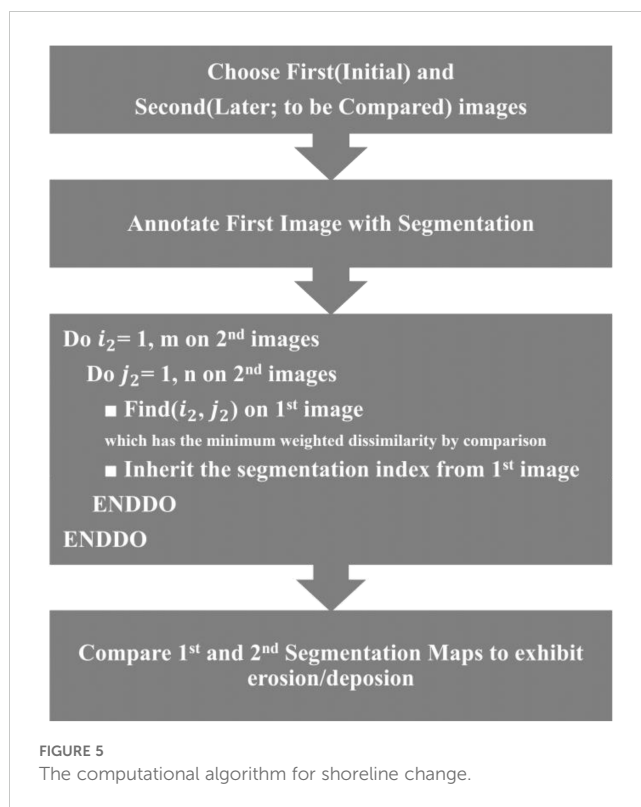 Choose First(Initial) and
Second(Later; to be Compared) images
Annotate First Image with Segmentation
Do i₂= 1, m on 2ⁿᵈ images
Do j₂= 1, n on 2ⁿᵈ images
■ Find(i₂, j₂) on 1ˢᵗ image
which has the minimum weighted dissimilarity by comparison
■ Inherit the segmentation index from 1ˢᵗ image
ENDDO
ENDDO
Compare 1ˢᵗ and 2ⁿᵈ Segmentation Maps to exhibit
erosion/deposion
FIGURE 5
The computational algorithm for shoreline change.